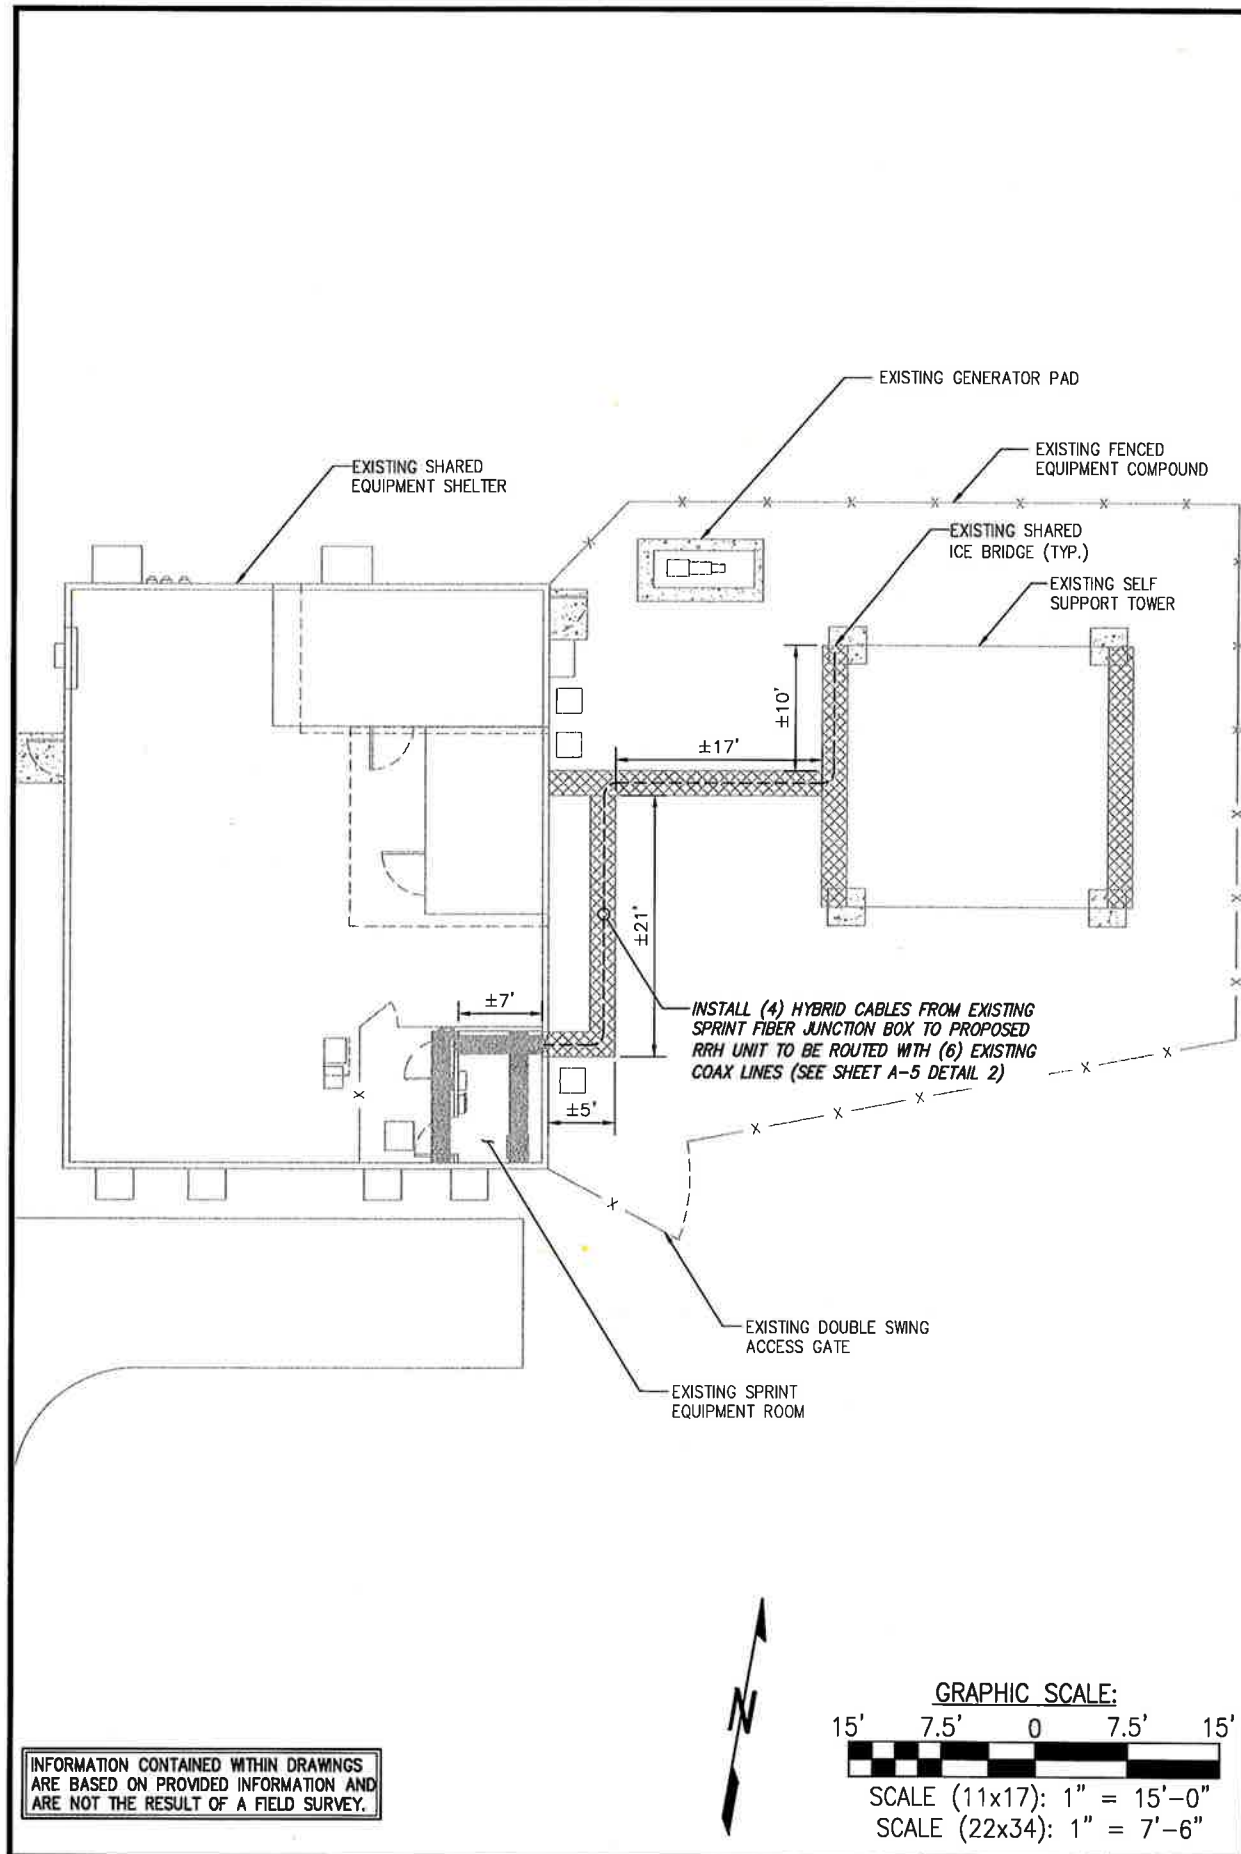 EXISTING GENERATOR PAD
EXISTING FENCED
EQUIPMENT COMPOUND
EXISTING SHARED
EQUIPMENT SHELTER
EXISTING SHARED
ICE BRIDGE (TYP.)
EXISTING SELF
SUPPORT TOWER
±10'
±17'
±21'
±7'
INSTALL (4) HYBRID CABLES FROM EXISTING
SPRINT FIBER JUNCTION BOX TO PROPOSED
RRH UNIT TO BE ROUTED WITH (6) EXISTING
COAX LINES (SEE SHEET A-5 DETAIL 2)
±5'
EXISTING DOUBLE SWING
ACCESS GATE
EXISTING SPRINT
EQUIPMENT ROOM
N
GRAPHIC SCALE:
15' 7.5' 0 7.5' 15'
SCALE (11x17): 1" = 15'-0"
SCALE (22x34): 1" = 7'-6"
INFORMATION CONTAINED WITHIN DRAWINGS
ARE BASED ON PROVIDED INFORMATION AND
ARE NOT THE RESULT OF A FIELD SURVEY.